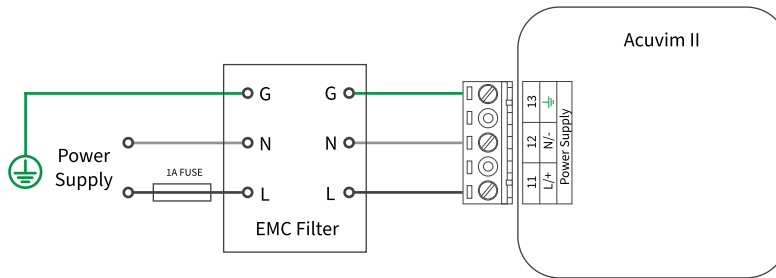 Acuvim II
G
G
13
N
N
12
N/-
Power
Supply
1A FUSE
L
L
11
L/+
Power Supply
EMC Filter